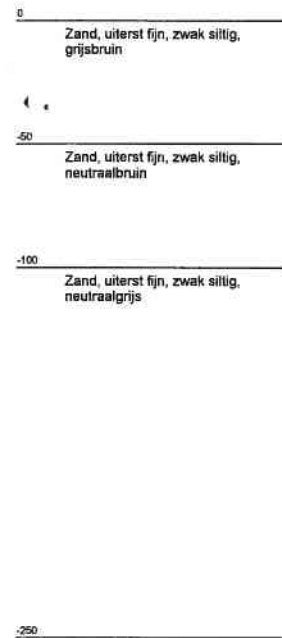 0
Zand, uiterst fijn, zwak siltig,
grijsbruin
-50
Zand, uiterst fijn, zwak siltig,
neutraalbruin
-100
Zand, uiterst fijn, zwak siltig,
neutraalgrijs
-250